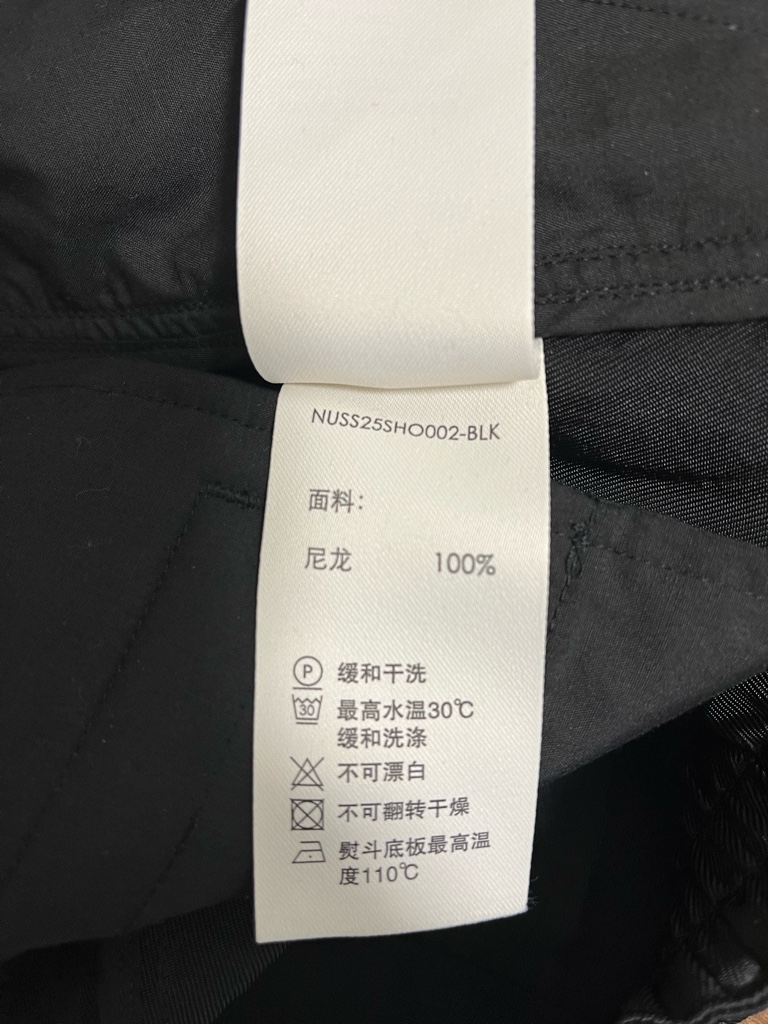 NUSS25SHO002-BLK
面料：
尼龙 100%
P 缓和干洗
30 最高水温30℃
缓和洗涤
不可漂白
不可翻转干燥
熨斗底板最高温
度110℃